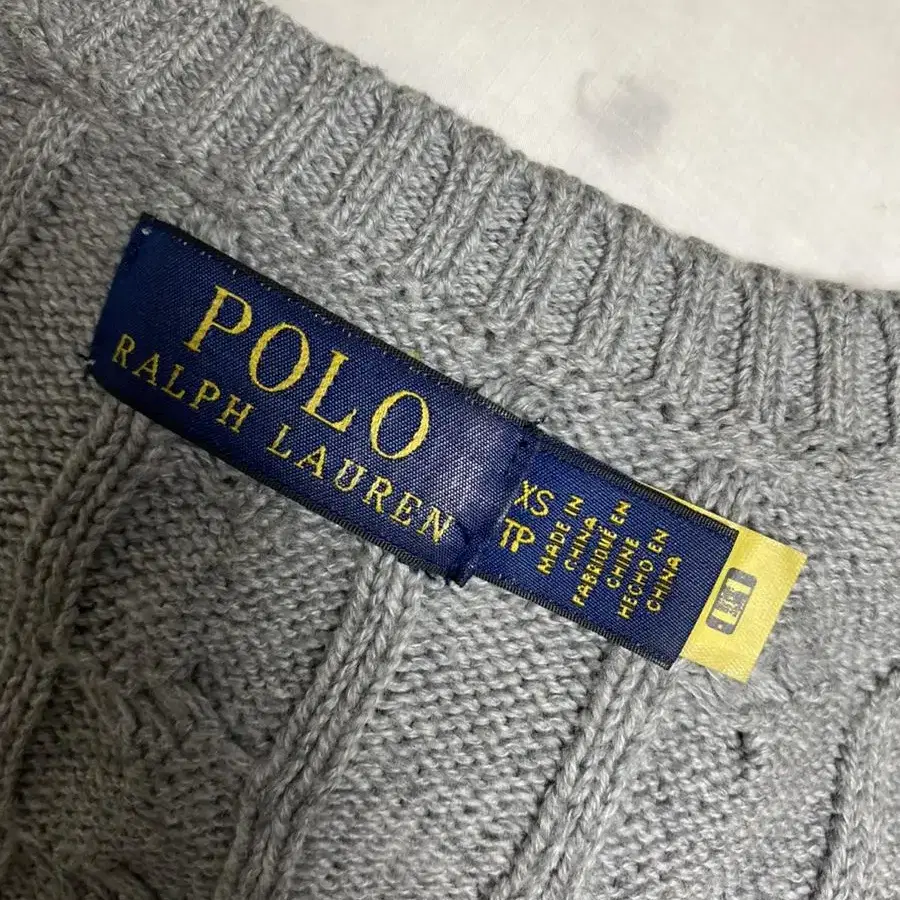 POLO
RALPH LAUREN
XS
TP
MADE IN
CHINA
FABRIQUÉ EN
CHINE
HECHO EN
CHINA